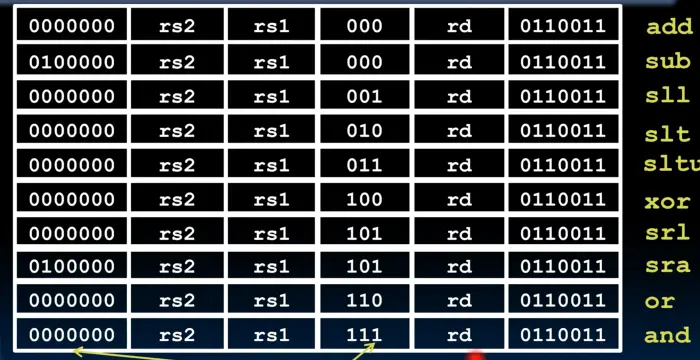 0000000 rs2 rs1 000 rd 0110011 add
0100000 rs2 rs1 000 rd 0110011 sub
0000000 rs2 rs1 001 rd 0110011 sll
0000000 rs2 rs1 010 rd 0110011 slt
0000000 rs2 rs1 011 rd 0110011 sltu
0000000 rs2 rs1 100 rd 0110011 xor
0000000 rs2 rs1 101 rd 0110011 srl
0100000 rs2 rs1 101 rd 0110011 sra
0000000 rs2 rs1 110 rd 0110011 or
0000000 rs2 rs1 111 rd 0110011 and